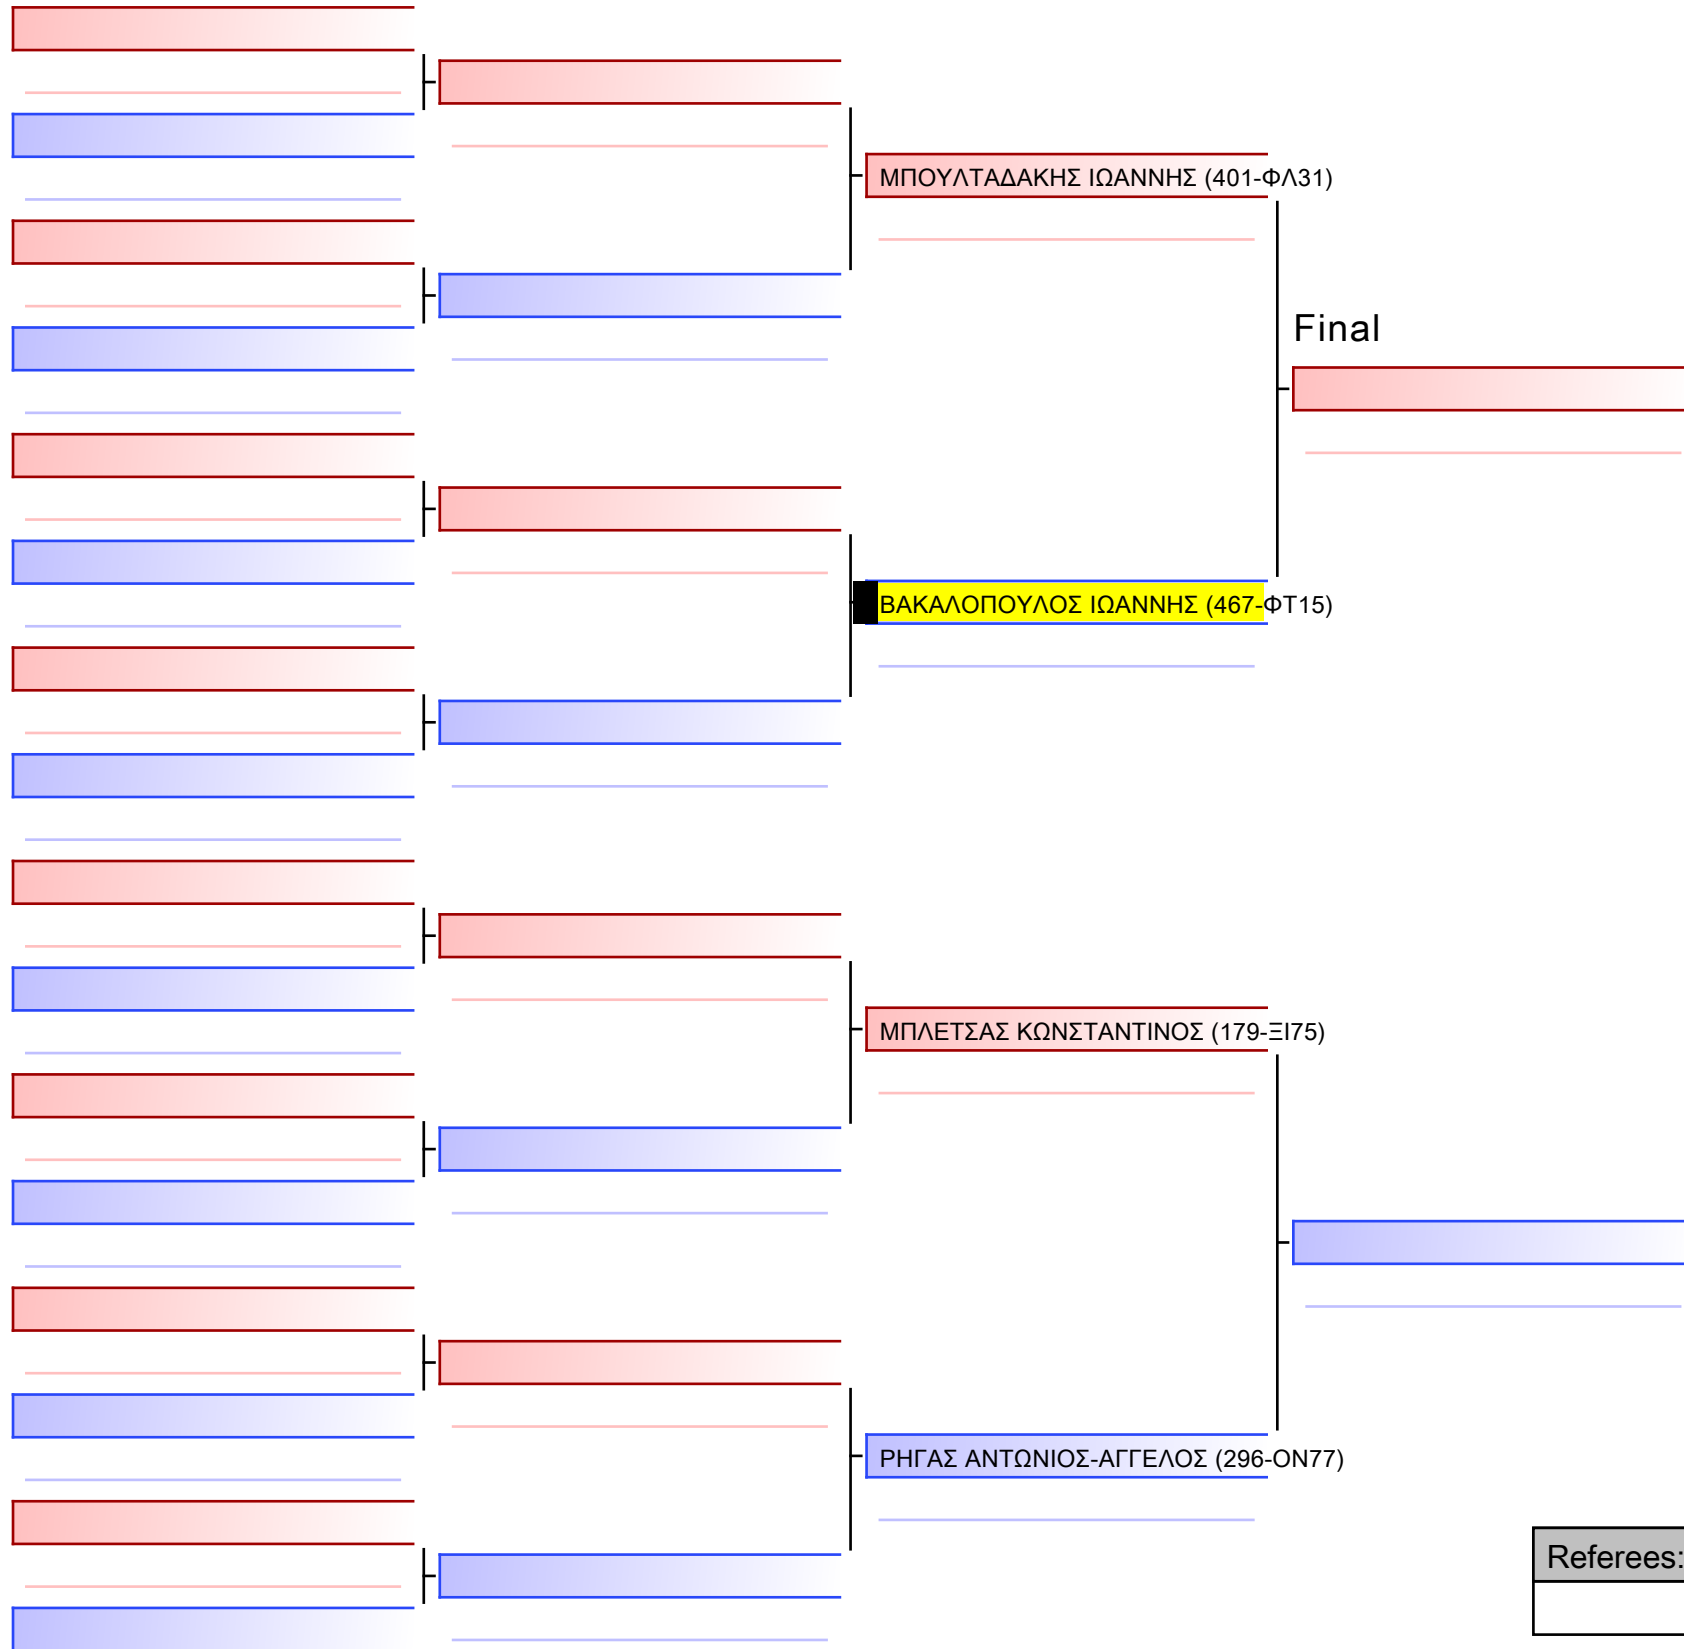 ΜΠΟΥΛΤΑΔΑΚΗΣ ΙΩΑΝΝΗΣ (401-ΦΛ31)
Final
ΒΑΚΑΛΟΠΟΥΛΟΣ ΙΩΑΝΝΗΣ (467-ΦΤ15)
ΜΠΛΕΤΣΑΣ ΚΩΝΣΤΑΝΤΙΝΟΣ (179-ΞΙ75)
ΡΗΓΑΣ ΑΝΤΩΝΙΟΣ-ΑΓΓΕΛΟΣ (296-ΟΝ77)
Referees: